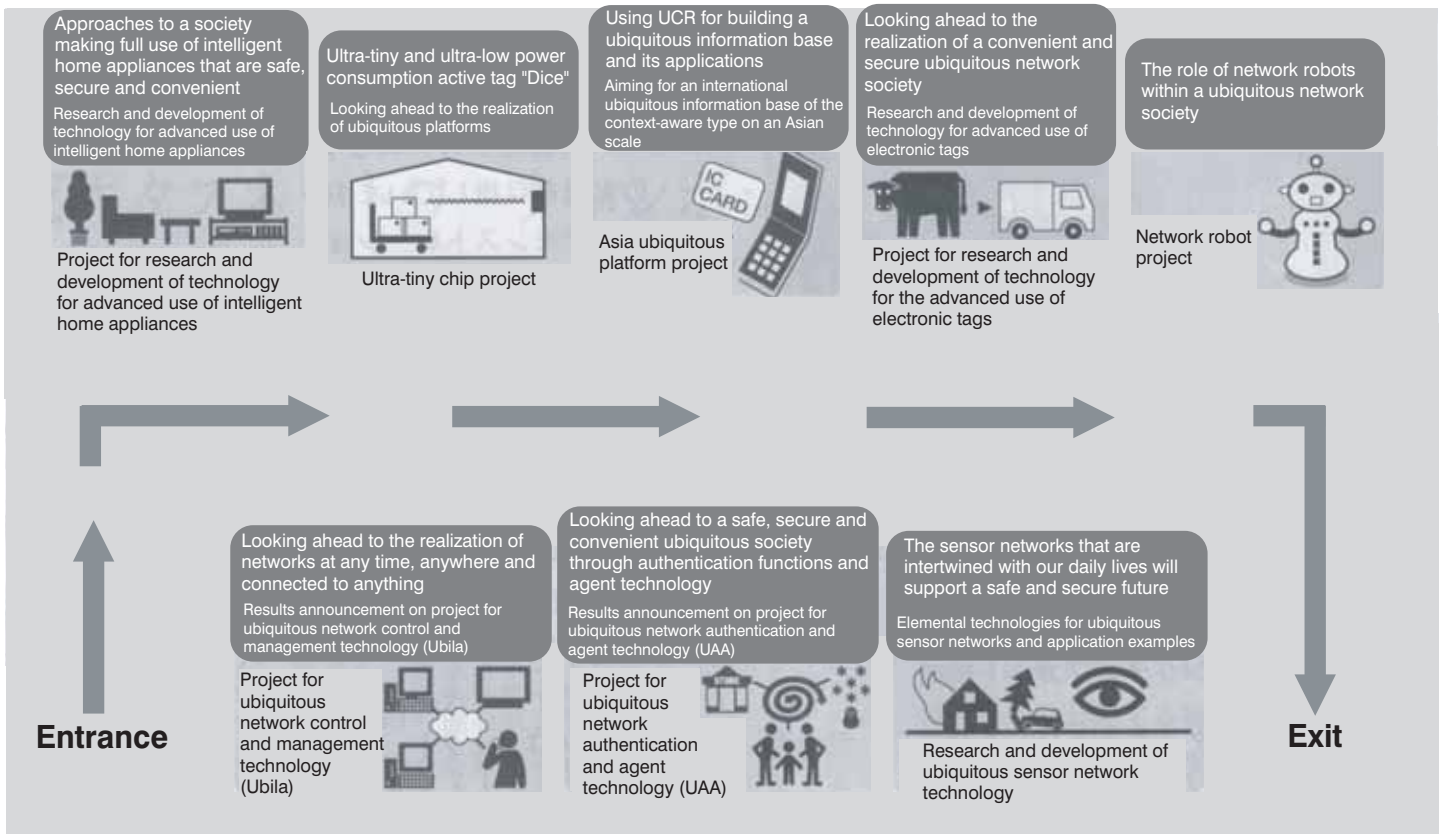 Approaches to a society
making full use of intelligent
home appliances that are safe,
secure and convenient
Research and development of
technology for advanced use of
intelligent home appliances
Project for research and
development of technology
for advanced use of intelligent
home appliances
Ultra-tiny and ultra-low power
consumption active tag "Dice"
Looking ahead to the realization
of ubiquitous platforms
Ultra-tiny chip project
Using UCR for building a
ubiquitous information base
and its applications
Aiming for an international
ubiquitous information base of the
context-aware type on an Asian
scale
IC
CARD
Asia ubiquitous
platform project
Looking ahead to the
realization of a convenient and
secure ubiquitous network
society
Research and development of
technology for advanced use of
electronic tags
Project for research and
development of technology
for the advanced use of
electronic tags
The role of network robots
within a ubiquitous network
society
Network robot
project
Entrance
Looking ahead to the realization of
networks at any time, anywhere and
connected to anything
Results announcement on project for
ubiquitous network control and
management technology (Ubila)
Project for
ubiquitous
network control
and management
technology
(Ubila)
Looking ahead to a safe, secure and
convenient ubiquitous society
through authentication functions and
agent technology
Results announcement on project for
ubiquitous network authentication and
agent technology (UAA)
Project for
ubiquitous
network
authentication
and agent
technology (UAA)
The sensor networks that are
intertwined with our daily lives will
support a safe and secure future
Elemental technologies for ubiquitous
sensor networks and application examples
Research and development of
ubiquitous sensor network
technology
Exit